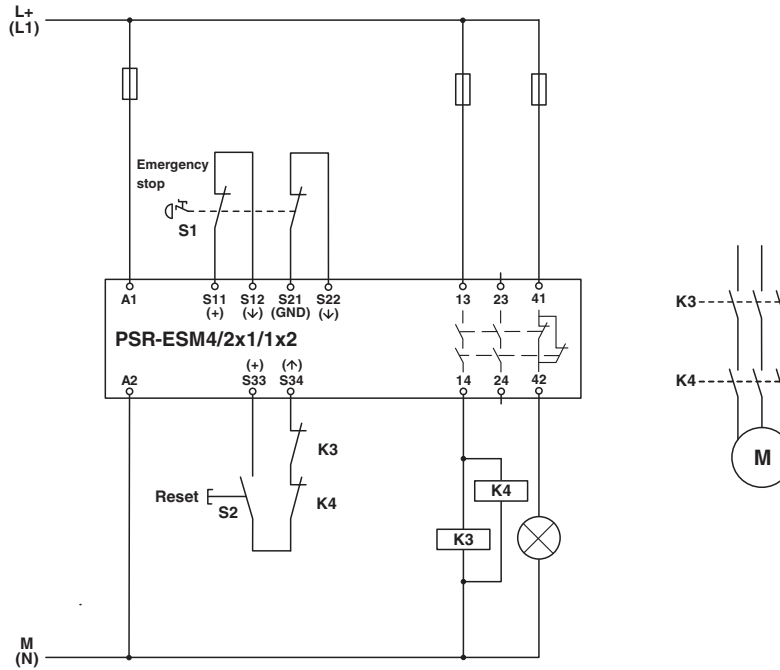 L+
(L1)
Emergency
stop
S1
A1 S11 S12 S21 S22 13 23 41
(+) (↓) (GND) (↓)
PSR-ESM4/2x1/1x2
(+) (↑)
A2 S33 S34 14 24 42
K3
K4
Reset
S2
K4
K3
K3
K4
M
M
(N)